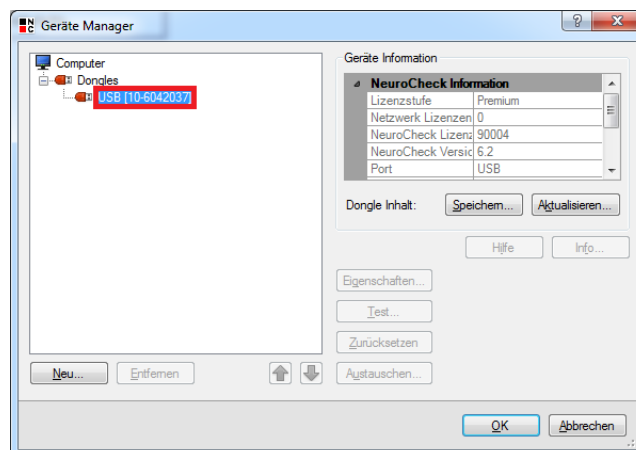 Geräte Manager
Computer
Dongles
USB [10-6042037]
Neu...
Entfernen
Geräte Information
NeuroCheck Information
Lizenzstufe Premium
Netzwerk Lizenzen 0
NeuroCheck Lizenz 90004
NeuroCheck Versic 6.2
Port USB
Dongle Inhalt: Speichern... Aktualisieren...
Hilfe Info...
Eigenschaften...
Test...
Zurücksetzen
Austauschen...
OK Abbrechen